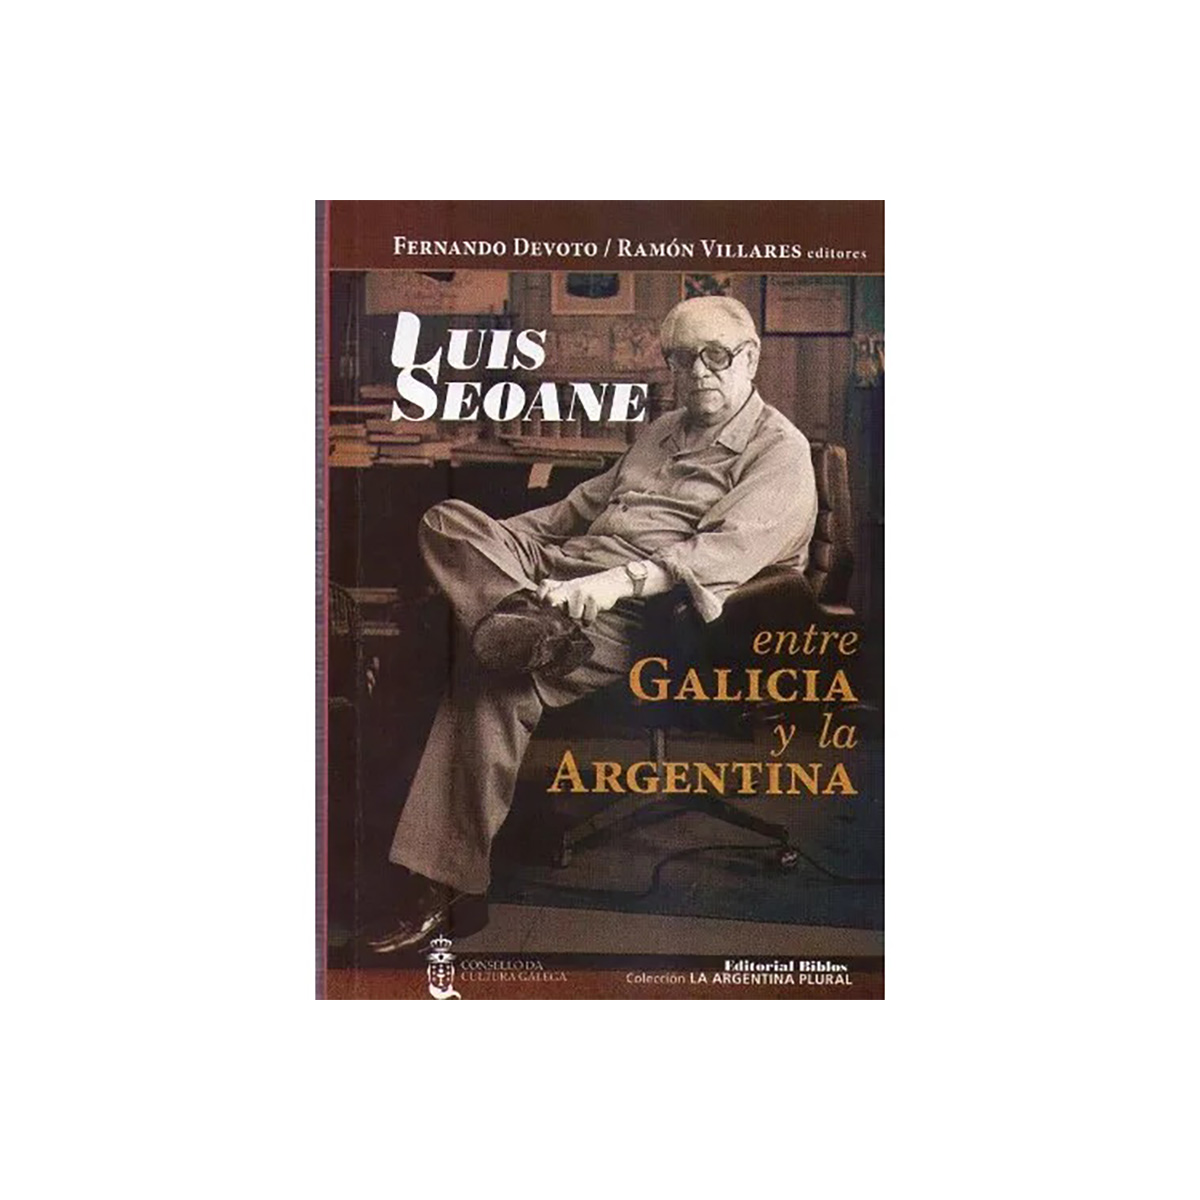 FERNANDO DEVOTO / RAMÓN VILLARES editores
LUIS
SEOANE
entre
GALICIA
y la
ARGENTINA
CONSELLO DA
CULTURA GALEGA
Editorial Biblos
Colección LA ARGENTINA PLURAL